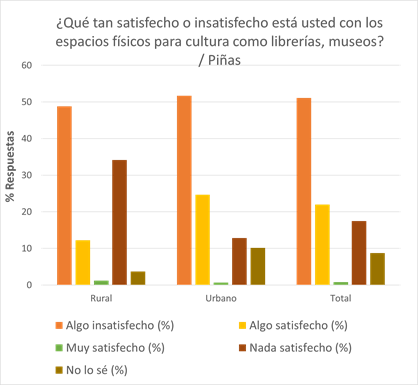 ¿Qué tan satisfecho o insatisfecho está usted con los
espacios físicos para cultura como librerías, museos?
/ Piñas
% Respuestas
60
50
40
30
20
10
0
Rural Urbano Total
Algo insatisfecho (%) Algo satisfecho (%)
Muy satisfecho (%) Nada satisfecho (%)
No lo sé (%)